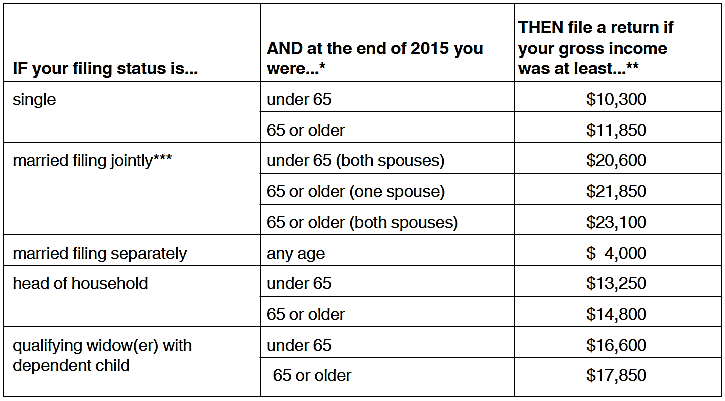 IF your filing status is... AND at the end of 2015 you were...* THEN file a return if your gross income was at least...**
single under 65 $10,300
65 or older $11,850
married filing jointly*** under 65 (both spouses) $20,600
65 or older (one spouse) $21,850
65 or older (both spouses) $23,100
married filing separately any age $ 4,000
head of household under 65 $13,250
65 or older $14,800
qualifying widow(er) with dependent child under 65 $16,600
65 or older $17,850